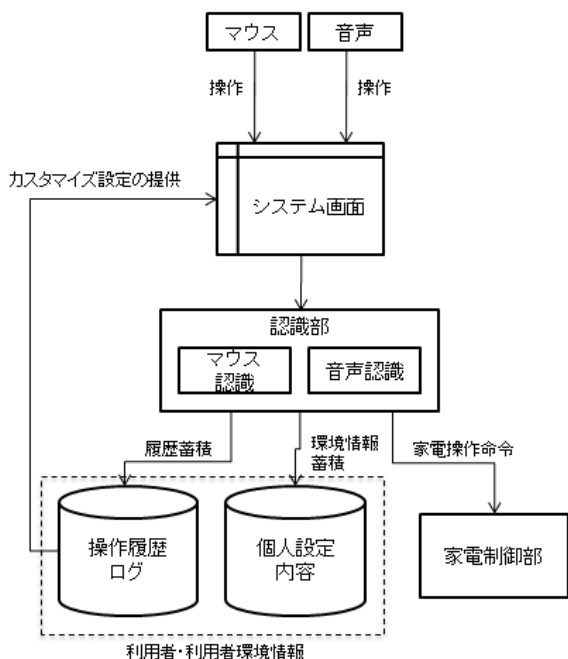 マウス
音声
操作
操作
カスタマイズ設定の提供
システム画面
認識部
マウス
認識
音声認識
履歴蓄積
環境情報
蓄積
家電操作命令
操作履歴
ログ
個人設定
内容
家電制御部
利用者・利用者環境情報